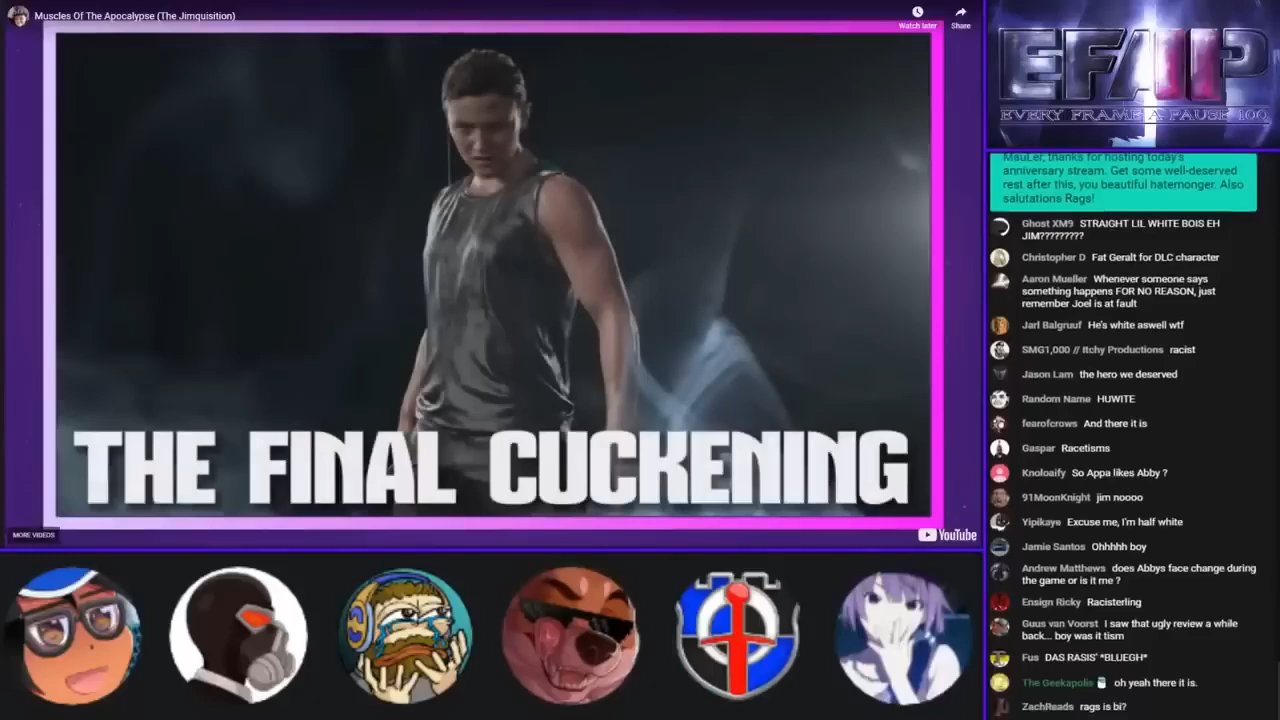 Muscles Of The Apocalypse (The Jimquisition)
Watch later
Share
THE FINAL CUCKENING
MORE VIDEOS
YouTube
EFAP
EVERY FRAME A PAUSE 100
MauLer, thanks for hosting today's
anniversary stream. Get some well-deserved
rest after this, you beautiful hatemonger. Also
salutations Rags!
Ghost XM9 STRAIGHT LIL WHITE BOIS EH
JIM?????????
Christopher D Fat Geralt for DLC character
Aaron Mueller Whenever someone says
something happens FOR NO REASON, just
remember Joel is at fault
Jarl Balgruuf He's white aswell wtf
SMG1,000 // Itchy Productions racist
Jason Lam the hero we deserved
Random Name HUWITE
fearofcrows And there it is
Gaspar Racetisms
Knoloaify So Appa likes Abby ?
91MoonKnight jim noooo
Yipikaye Excuse me, I'm half white
Jamie Santos Ohhhhh boy
Andrew Matthews does Abbys face change during
the game or is it me ?
Ensign Ricky Racisterling
Guus van Voorst I saw that ugly review a while
back... boy was it tism
Fus DAS RASIS' *BLUEGH*
The Geekapolis oh yeah there it is.
ZachReads rags is bi?